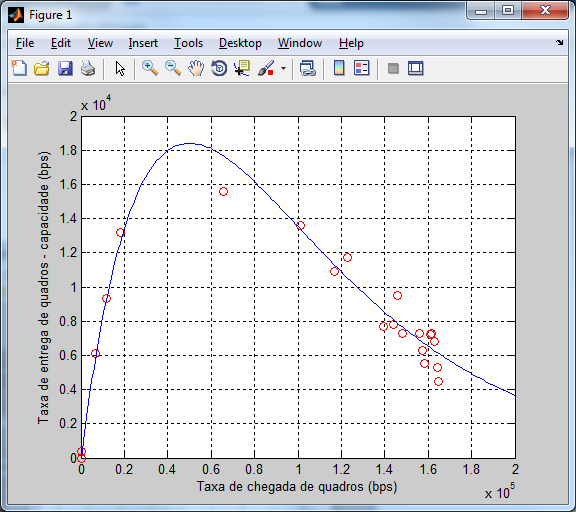 Figure 1
File Edit View Insert Tools Desktop Window Help
x 10^4
2
1.8
1.6
1.4
1.2
1
0.8
0.6
0.4
0.2
0
Taxa de entrega de quadros - capacidade (bps)
0 0.2 0.4 0.6 0.8 1 1.2 1.4 1.6 1.8 2
Taxa de chegada de quadros (bps)
x 10^5